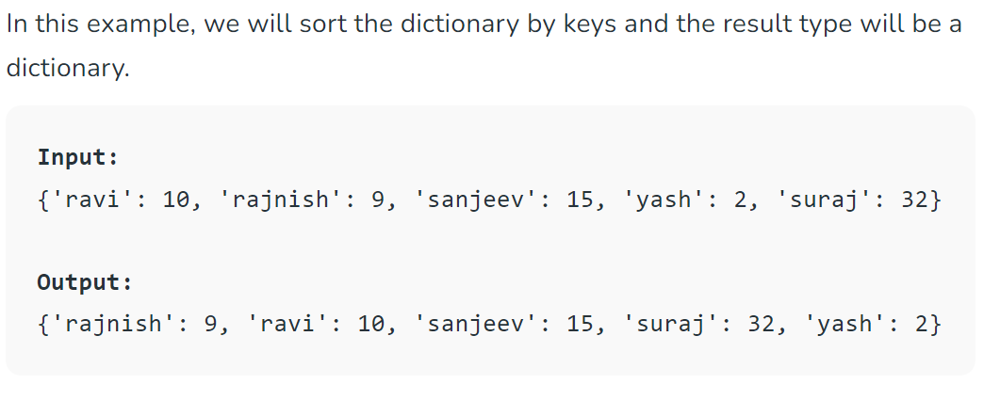 In this example, we will sort the dictionary by keys and the result type will be a
dictionary.
Input:
{'ravi': 10, 'rajnish': 9, 'sanjeev': 15, 'yash': 2, 'suraj': 32}
Output:
{'rajnish': 9, 'ravi': 10, 'sanjeev': 15, 'suraj': 32, 'yash': 2}